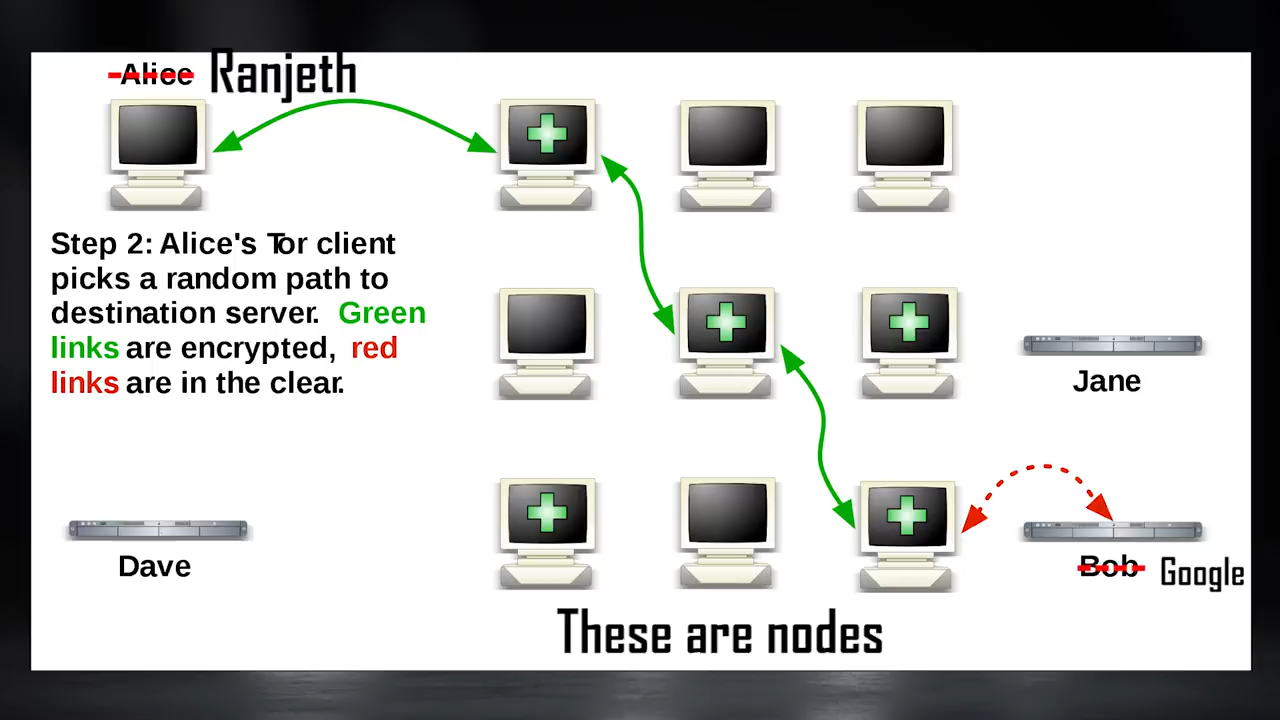 Alice Ranjeth
Step 2: Alice's Tor client
picks a random path to
destination server. Green
links are encrypted, red
links are in the clear.
Jane
Dave
Bob Google
These are nodes